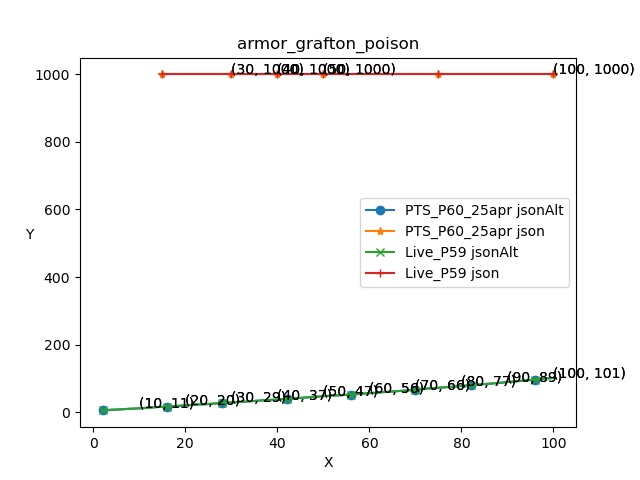 armor_grafton_poison
1000
800
600
400
200
0
Y
(30, 1000)
(40, 1000)
(50, 1000)
(100, 1000)
PTS_P60_25apr jsonAlt
PTS_P60_25apr json
Live_P59 jsonAlt
Live_P59 json
(10, 11)
(20, 20)
(30, 29)
(40, 37)
(50, 47)
(60, 56)
(70, 66)
(80, 77)
(90, 89)
(100, 101)
0 20 40 60 80 100
X